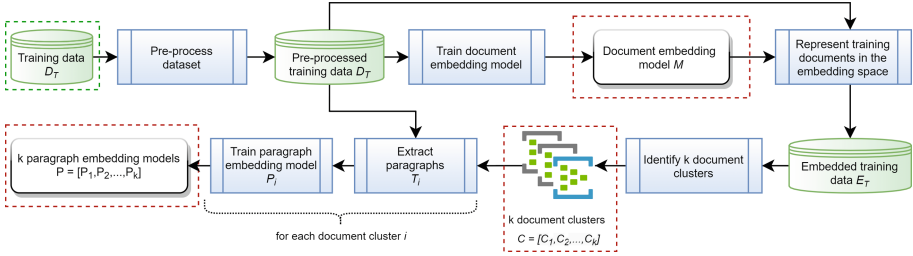 Training data
D_T
Pre-process
dataset
Pre-processed
training data D_T
Train document
embedding model
Document embedding
model M
Represent training
documents in the
embedding space
k paragraph embedding models
P = [P_1,P_2,...,P_k]
Train paragraph
embedding model
P_i
Extract
paragraphs
T_i
k document clusters
C = [C_1,C_2,...,C_k]
Identify k document
clusters
Embedded training
data E_T
for each document cluster i